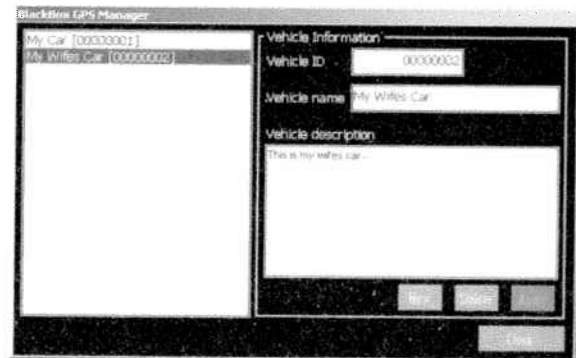 Blackbox GPS Manager
My Car [00000001]
My Wifes Car [00000002]
Vehicle Information
Vehicle ID
00000002
Vehicle name
My Wifes Car
Vehicle description
This is my wifes car...
New
Delete
Close